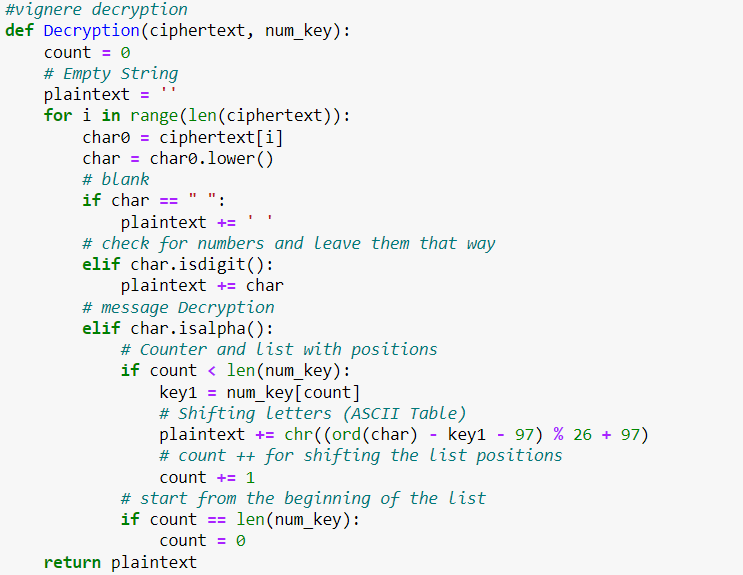 #vignere decryption
def Decryption(ciphertext, num_key):
    count = 0
    # Empty String
    plaintext = ''
    for i in range(len(ciphertext)):
        char0 = ciphertext[i]
        char = char0.lower()
        # blank
        if char == " ":
            plaintext += ' '
        # check for numbers and leave them that way
        elif char.isdigit():
            plaintext += char
        # message Decryption
        elif char.isalpha():
            # Counter and list with positions
            if count < len(num_key):
                key1 = num_key[count]
                # Shifting letters (ASCII Table)
                plaintext += chr((ord(char) - key1 - 97) % 26 + 97)
                # count ++ for shifting the list positions
                count += 1
            # start from the beginning of the list
            if count == len(num_key):
                count = 0
    return plaintext